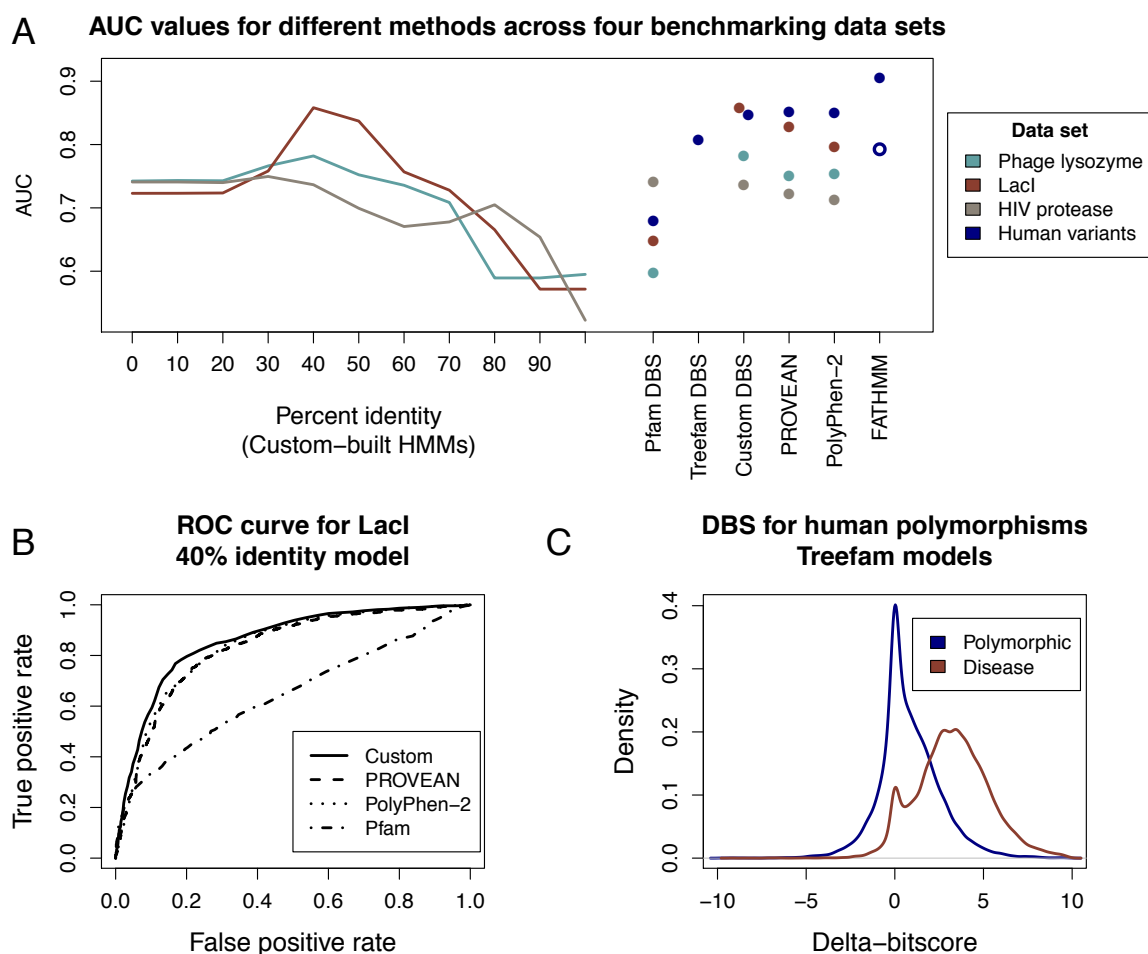 A
AUC values for different methods across four benchmarking data sets
AUC
0.9
0.8
0.7
0.6
0 10 20 30 40 50 60 70 80 90
Percent identity
(Custom−built HMMs)
Pfam DBS
Treefam DBS
Custom DBS
PROVEAN
PolyPhen−2
FATHMM
Data set
Phage lysozyme
LacI
HIV protease
Human variants
B
ROC curve for LacI
40% identity model
True positive rate
1.0
0.8
0.6
0.4
0.2
0.0
Custom
PROVEAN
PolyPhen−2
Pfam
0.0 0.2 0.4 0.6 0.8 1.0
False positive rate
C
DBS for human polymorphisms
Treefam models
Density
0.4
0.3
0.2
0.1
0.0
Polymorphic
Disease
−10 −5 0 5 10
Delta−bitscore